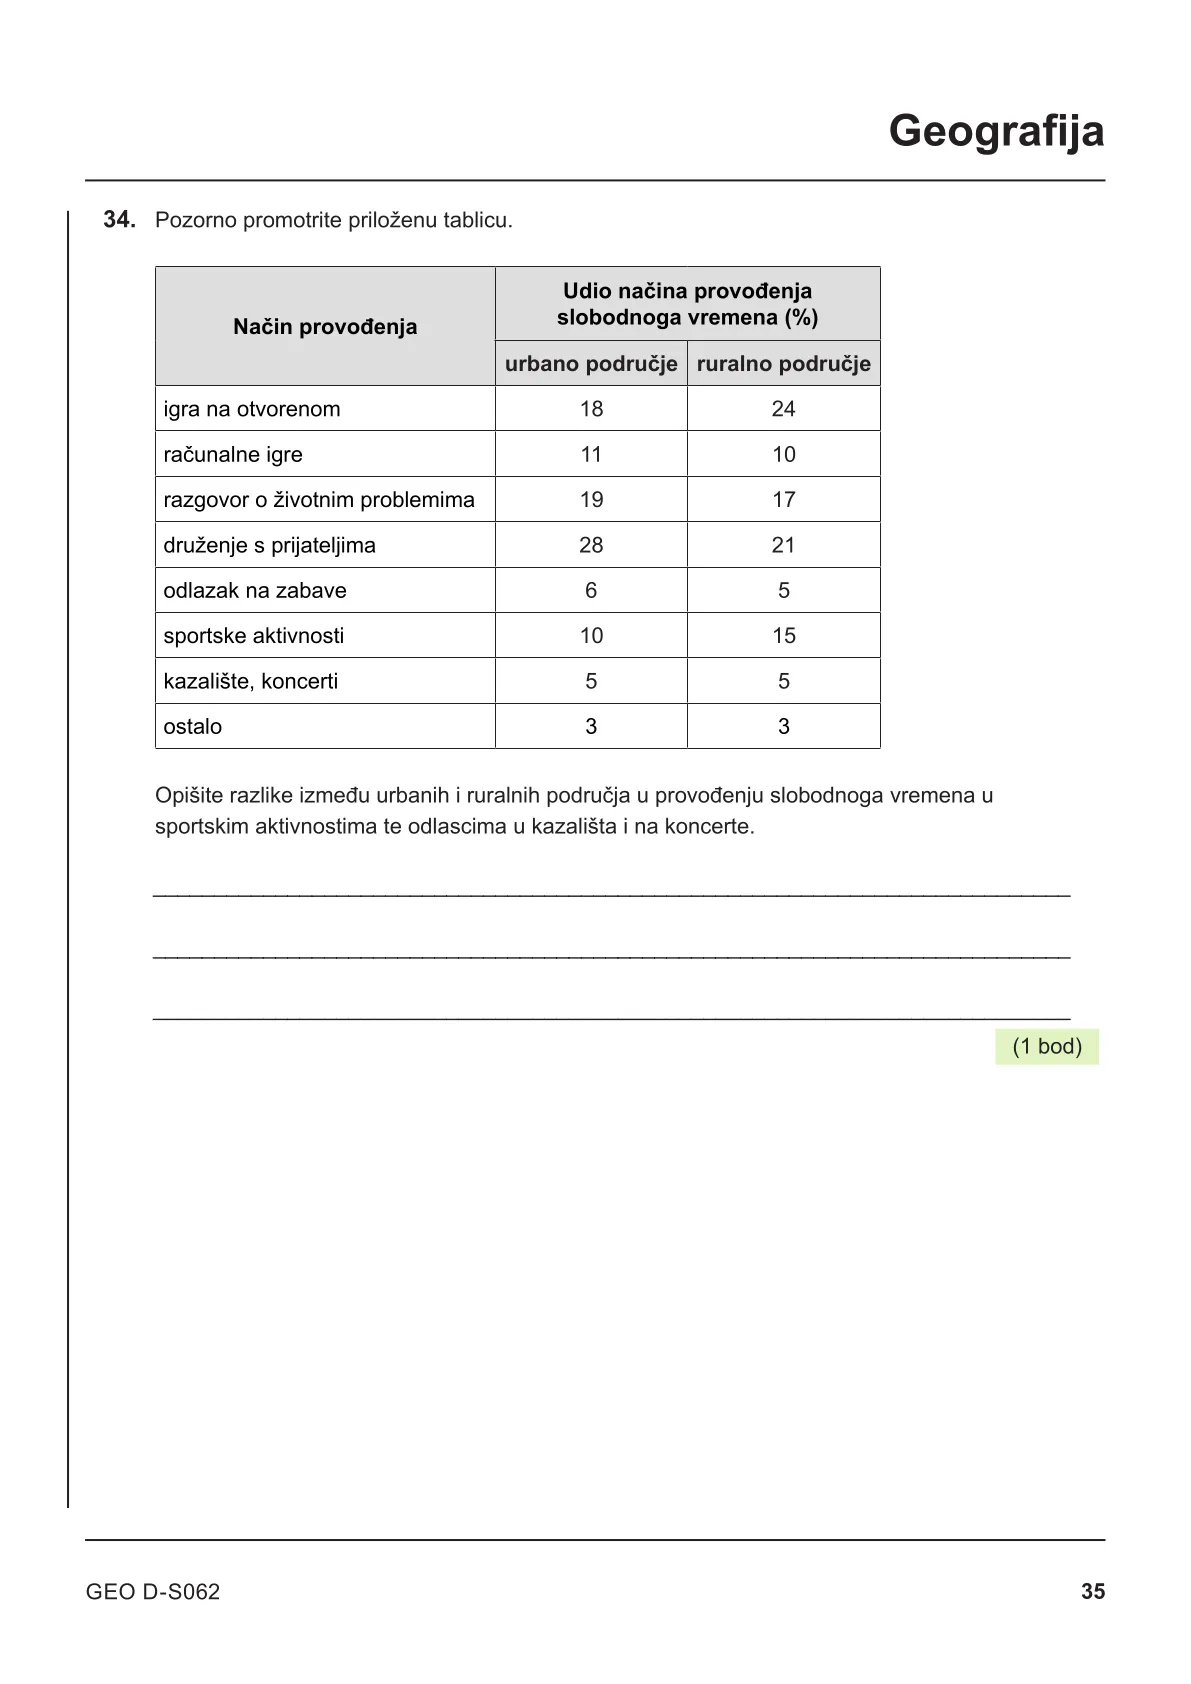 Geografija
34. Pozorno promotrite priloženu tablicu.
Način provođenja
Udio načina provođenja
slobodnoga vremena (%)
urbano područje ruralno područje
igra na otvorenom 18 24
računalne igre 11 10
razgovor o životnim problemima 19 17
druženje s prijateljima 28 21
odlazak na zabave 6 5
sportske aktivnosti 10 15
kazalište, koncerti 5 5
ostalo 3 3
Opišite razlike između urbanih i ruralnih područja u provođenju slobodnoga vremena u
sportskim aktivnostima te odlascima u kazališta i na koncerte.
(1 bod)
GEO D-S062 35